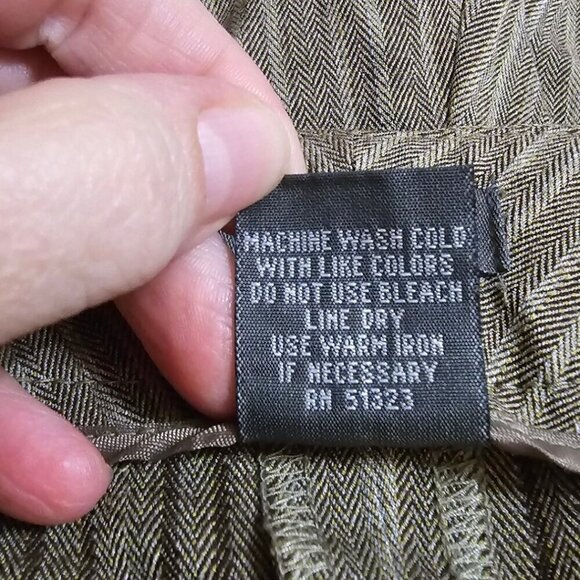 MACHINE WASH COLD
WITH LIKE COLORS
DO NOT USE BLEACH
LINE DRY
USE WARM IRON
IF NECESSARY
RN 51323